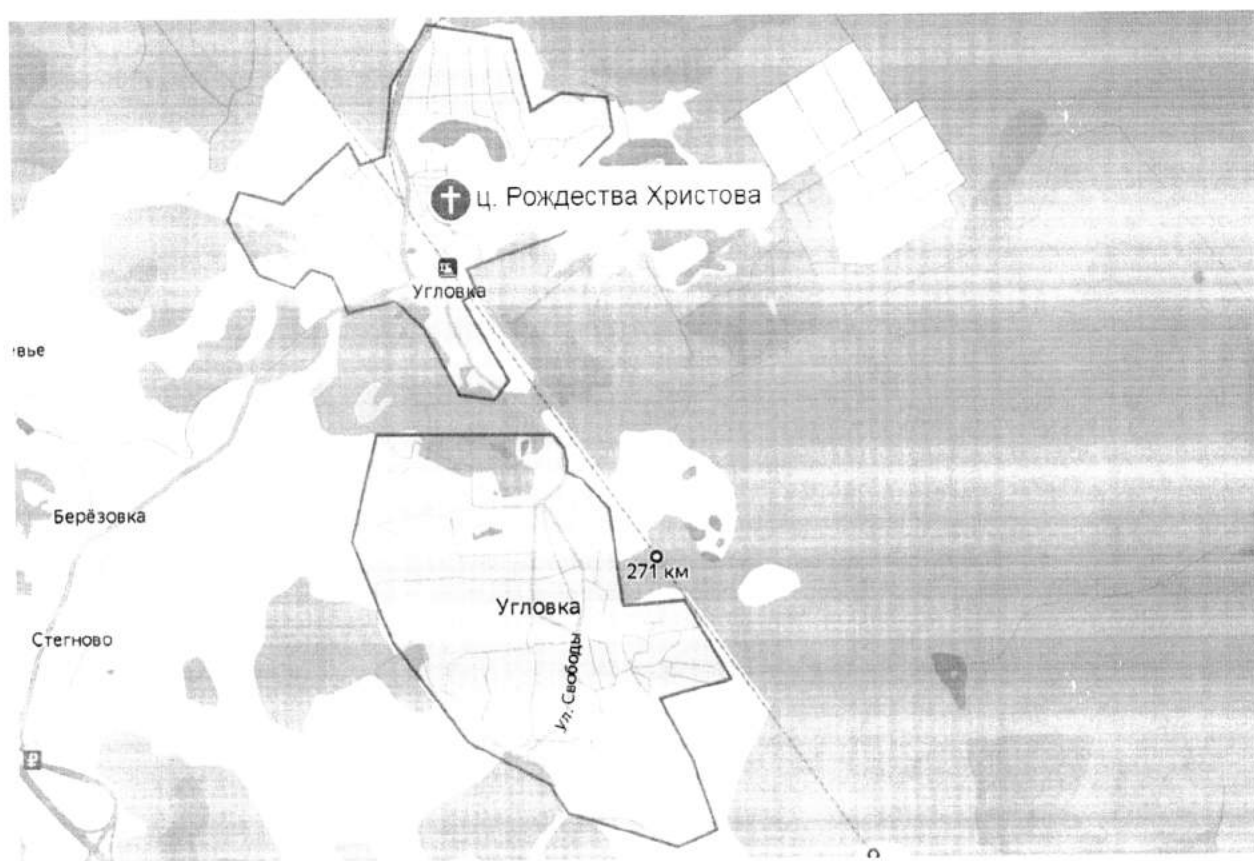 ц. Рождества Христова
Угловка
Берёзовка
271 км
Угловка
Стегново
ул. Свободы